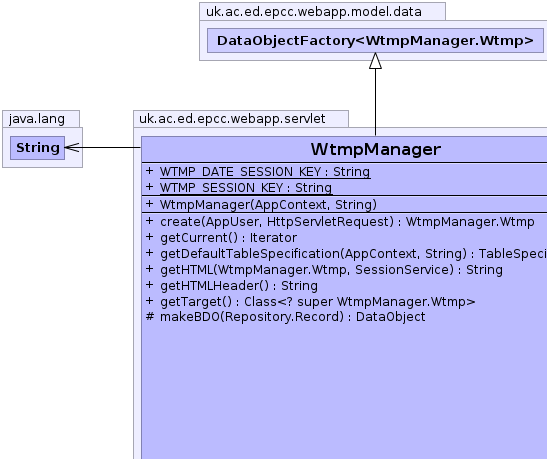 uk.ac.ed.epcc.webapp.model.data
DataObjectFactory<WtmpManager.Wtmp>
java.lang
String
uk.ac.ed.epcc.webapp.servlet
WtmpManager
+ WTMP_DATE_SESSION_KEY : String
+ WTMP_SESSION_KEY : String
+ WtmpManager(AppContext, String)
+ create(AppUser, HttpServletRequest) : WtmpManager.Wtmp
+ getCurrent() : Iterator
+ getDefaultTableSpecification(AppContext, String) : TableSpeci
+ getHTML(WtmpManager.Wtmp, SessionService) : String
+ getHTMLHeader() : String
+ getTarget() : Class<? super WtmpManager.Wtmp>
# makeBDO(Repository.Record) : DataObject